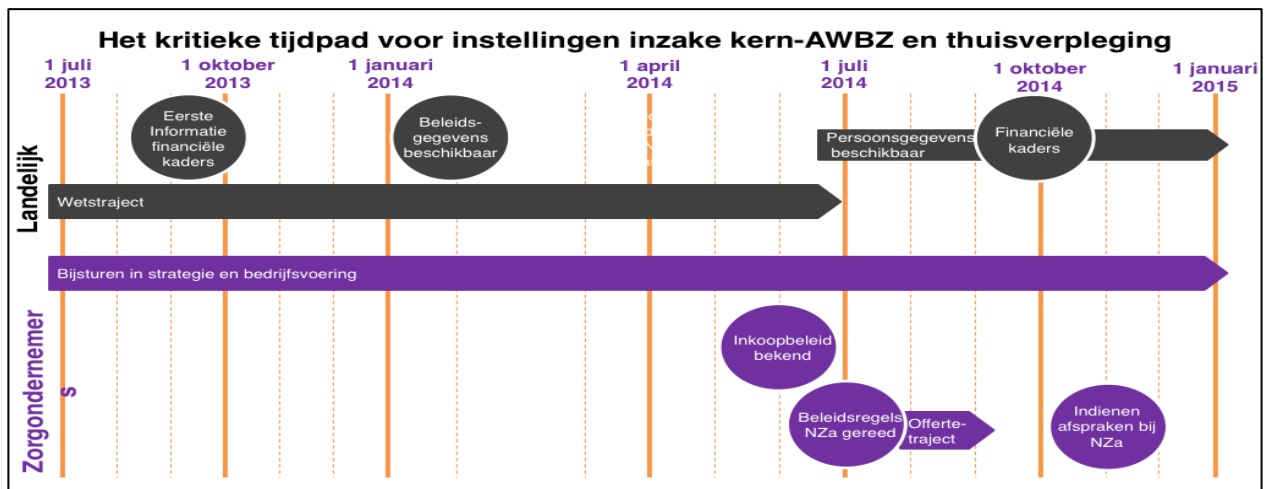 Het kritieke tijdpad voor instellingen inzake kern-AWBZ en thuisverpleging
1 juli
2013
1 oktober
2013
1 januari
2014
1 april
2014
1 juli
2014
1 oktober
2014
1 januari
2015
Landelijk
Eerste
Informatie
financiële
kaders
Beleids-
gegevens
beschikbaar
Persoonsgegevens
beschikbaar
Financiële
kaders
Wetstraject
Bijsturen in strategie en bedrijfsvoering
Zorgondernemer
s
Inkoopbeleid
bekend
Beleidsregels
NZa gereed
Offerte-
traject
Indienen
afspraken bij
NZa